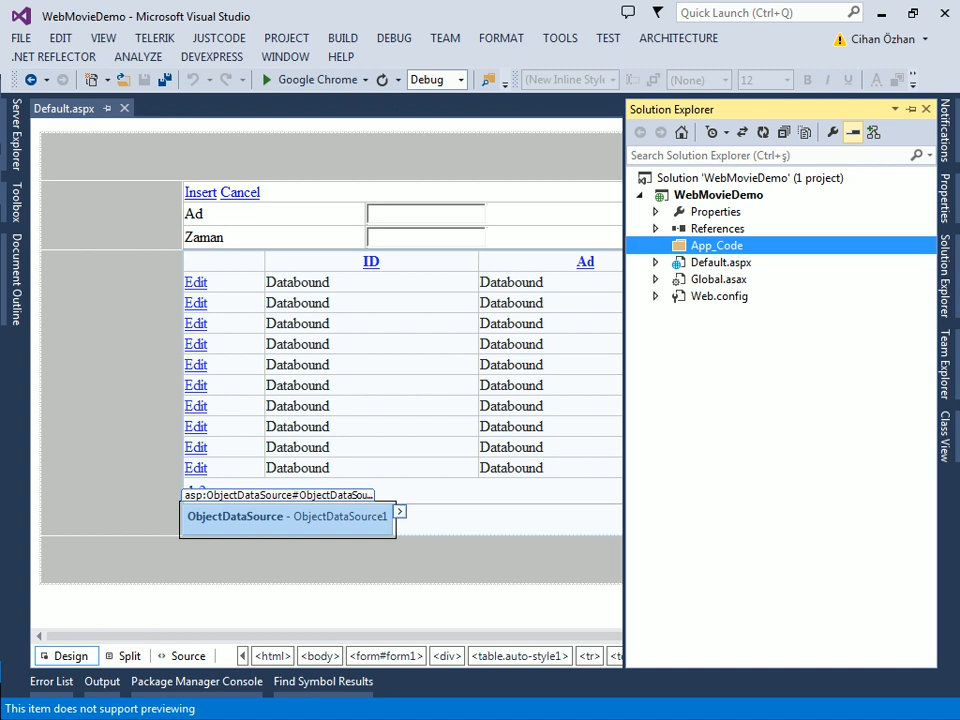 WebMovieDemo - Microsoft Visual Studio
Quick Launch (Ctrl+Q)
FILE EDIT VIEW TELERIK JUSTCODE PROJECT BUILD DEBUG TEAM FORMAT TOOLS TEST ARCHITECTURE
Cihan Özhan
.NET REFLECTOR ANALYZE DEVEXPRESS WINDOW HELP
Google Chrome Debug (New Inline Style (None) 12 B I U A
Server Explorer
Toolbox
Document Outline
Default.aspx
Insert Cancel
Ad
Zaman
ID Ad
Edit Databound Databound
Edit Databound Databound
Edit Databound Databound
Edit Databound Databound
Edit Databound Databound
Edit Databound Databound
Edit Databound Databound
Edit Databound Databound
Edit Databound Databound
Edit Databound Databound
1 2
asp:ObjectDataSource#ObjectDataSou...
ObjectDataSource - ObjectDataSource1
Design Split Source <html> <body> <form#form1> <div> <table.auto-style1> <tr>
Solution Explorer
Search Solution Explorer (Ctrl+ş)
Solution 'WebMovieDemo' (1 project)
WebMovieDemo
Properties
References
App_Code
Default.aspx
Global.asax
Web.config
Notifications
Properties
Solution Explorer
Team Explorer
Class View
Error List Output Package Manager Console Find Symbol Results
This item does not support previewing